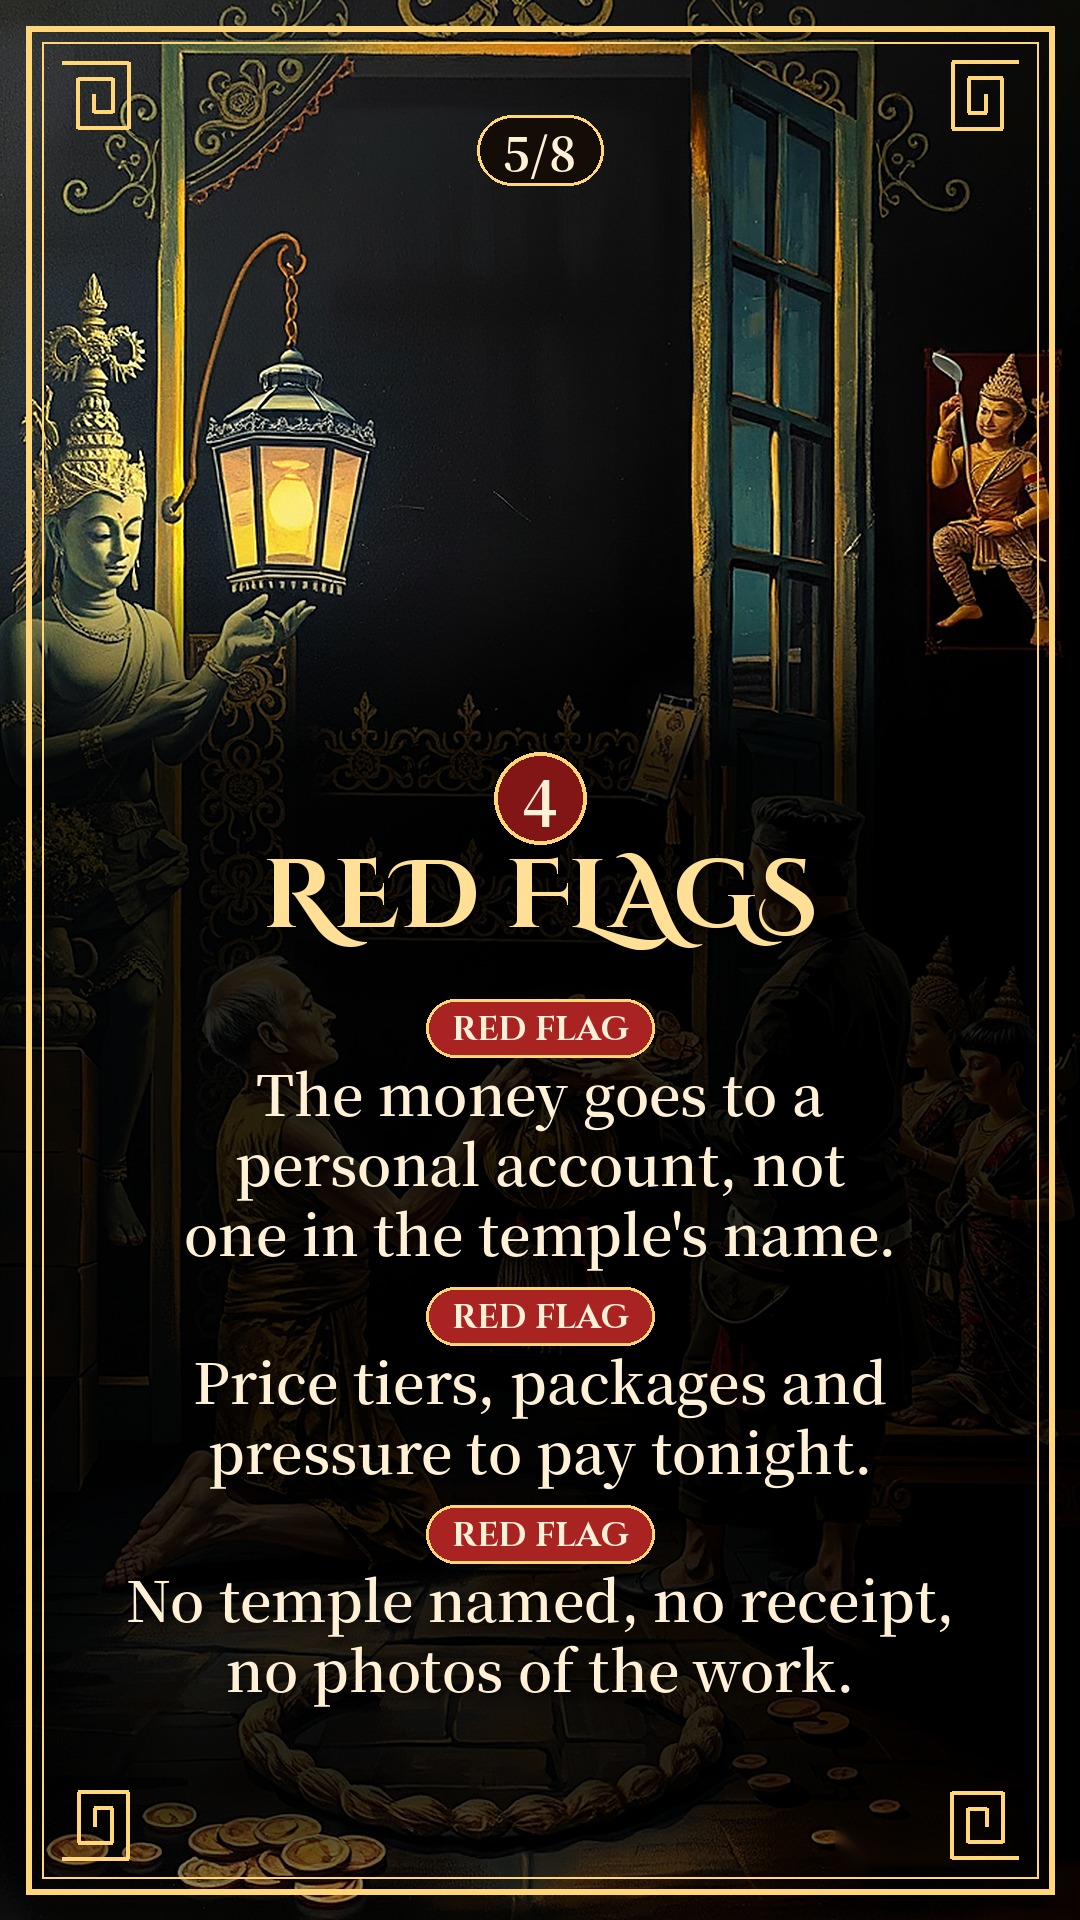 5/8
4
RED FLAGS
RED FLAG
The money goes to a
personal account, not
one in the temple's name.
RED FLAG
Price tiers, packages and
pressure to pay tonight.
RED FLAG
No temple named, no receipt,
no photos of the work.